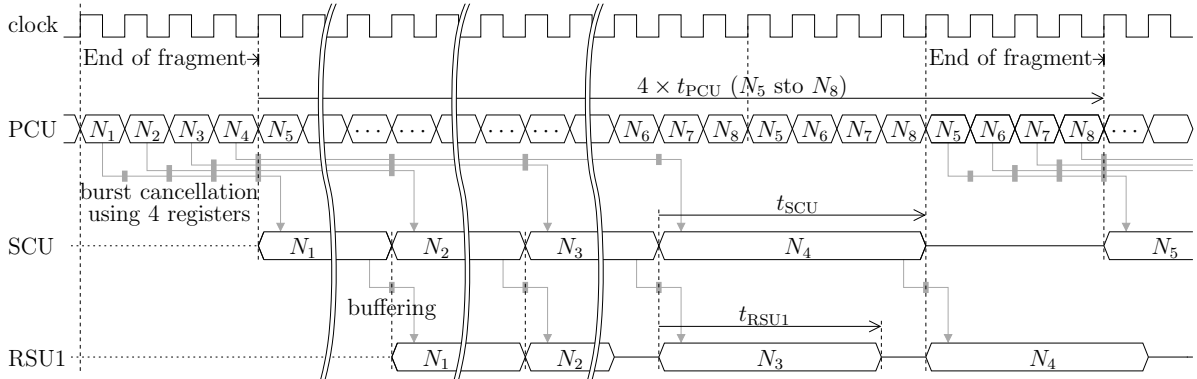 clock
End of fragment End of fragment
4 × t_PCU (N_5 sto N_8)
PCU N_1 N_2 N_3 N_4 N_5 ··· ··· ··· ··· N_6 N_7 N_8 N_5 N_6 N_7 N_8 N_5 N_6 N_7 N_8 ···
burst cancellation
using 4 registers
t_SCU
SCU N_1 N_2 N_3 N_4 N_5
buffering
t_RSU1
RSU1 N_1 N_2 N_3 N_4